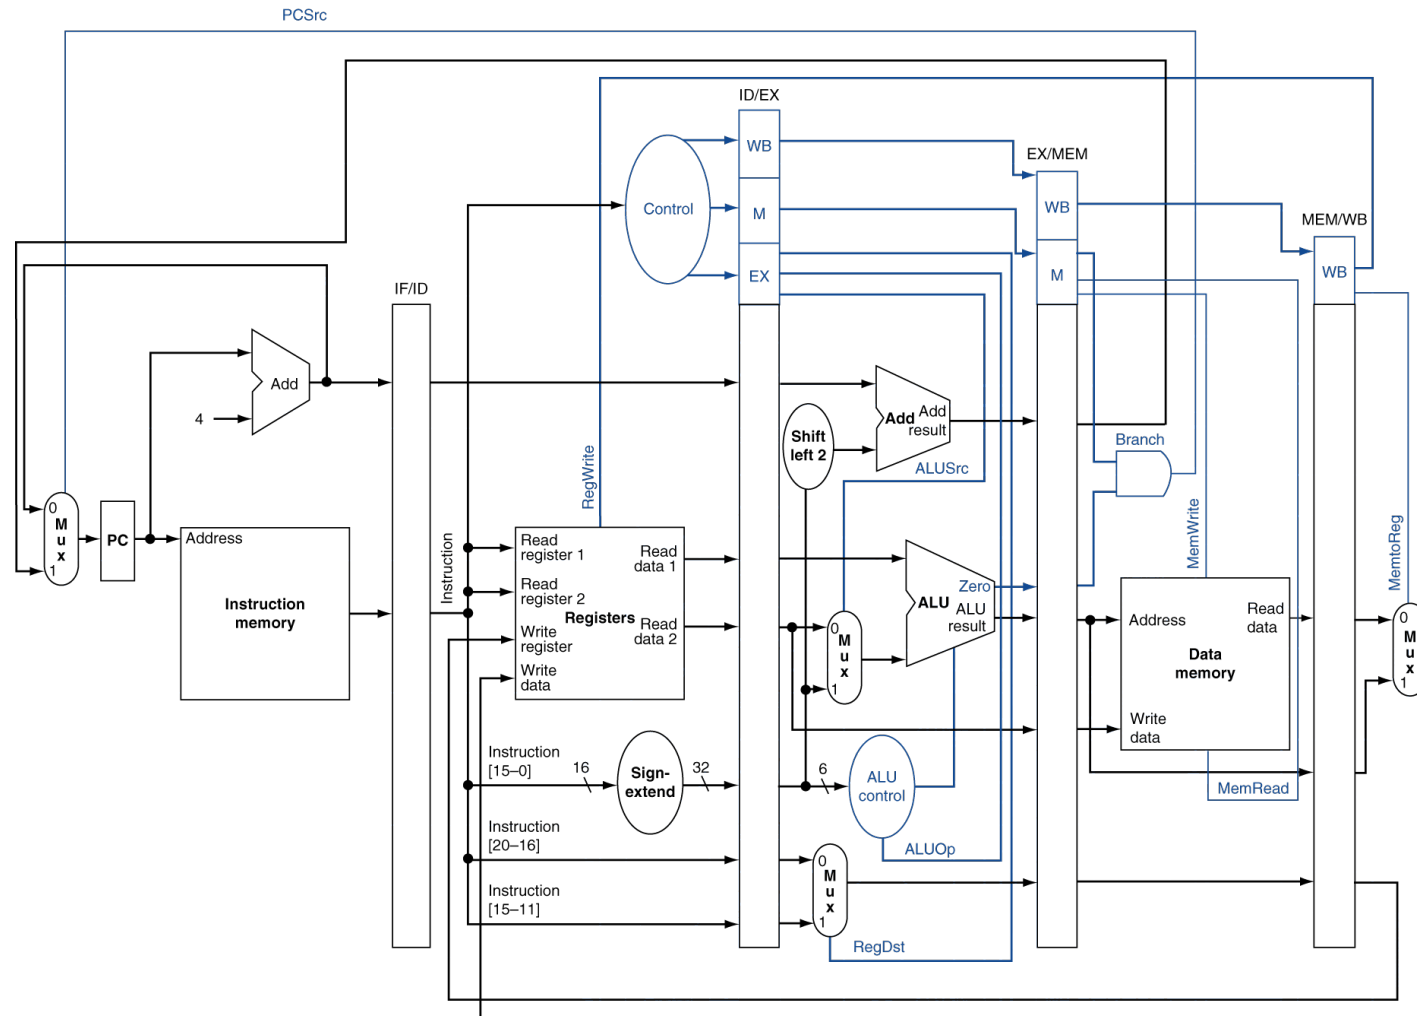 PCSrc
ID/EX
WB
EX/MEM
Control
M
WB
MEM/WB
EX
M
WB
IF/ID
Add
4
Shift
left 2
Add
Add
result
ALUSrc
Branch
RegWrite
MemWrite
MemtoReg
0
M
u
x
1
PC
Address
Instruction
memory
Instruction
Read
register 1
Read
register 2
Write
register
Write
data
Registers
Read
data 1
Read
data 2
0
M
u
x
1
Zero
ALU
ALU
result
Address
Read
data
Data
memory
Write
data
0
M
u
x
1
Instruction
[15–0]
16
Sign-
extend
32
6
ALU
control
MemRead
Instruction
[20–16]
ALUOp
0
M
u
x
1
Instruction
[15–11]
RegDst